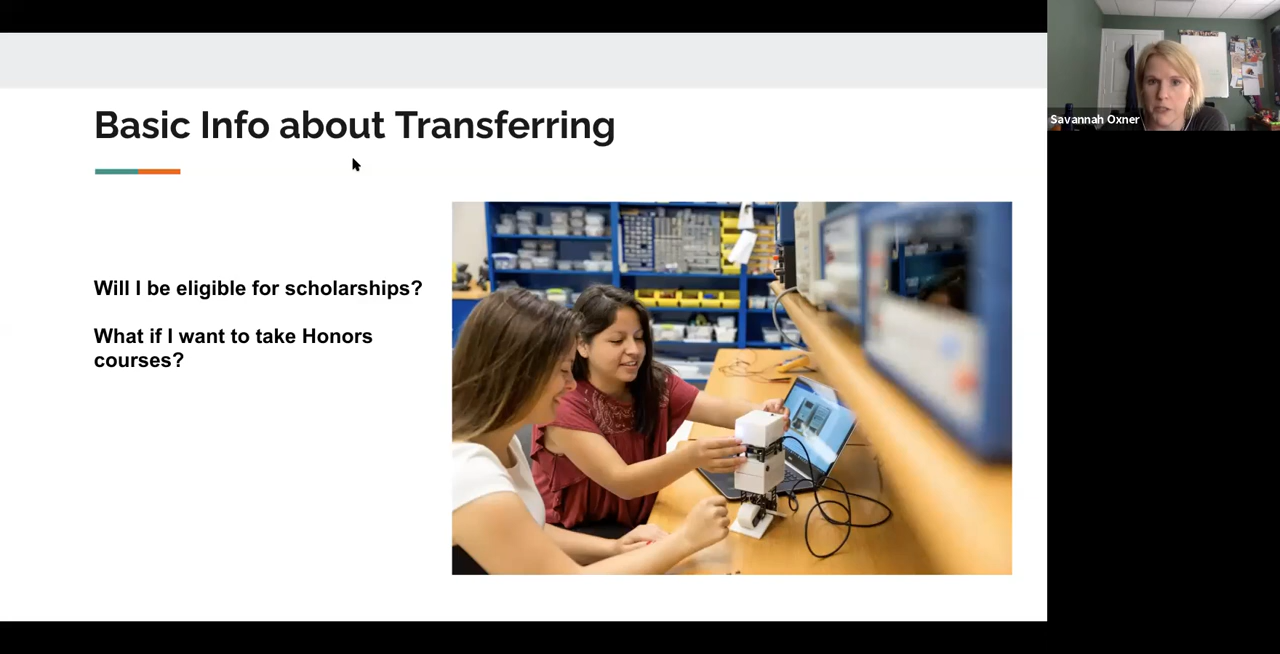 Basic Info about Transferring
Savannah Oxner
Will I be eligible for scholarships?
What if I want to take Honors
courses?